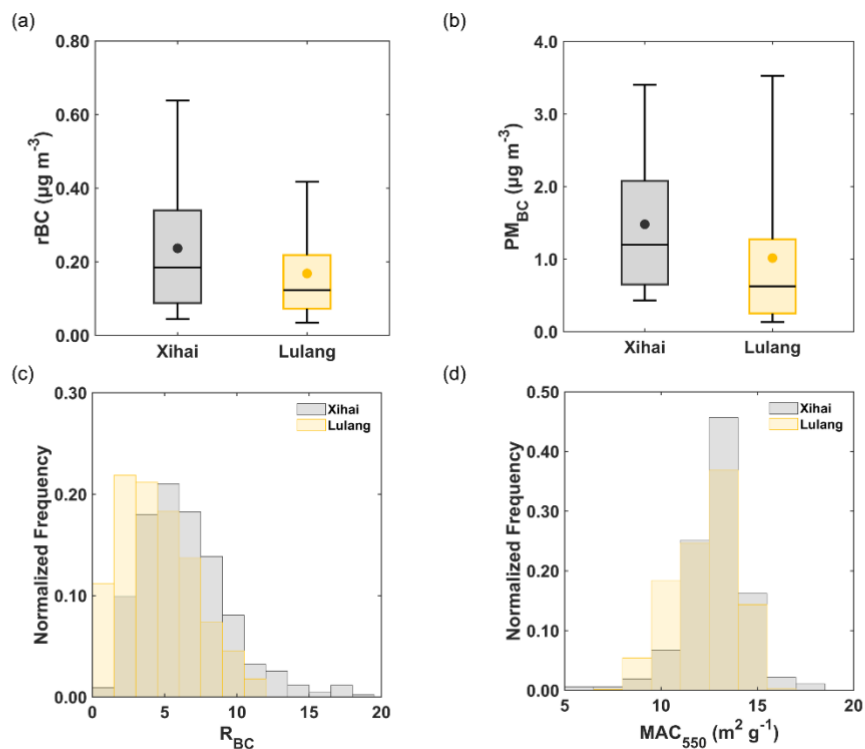 (a)
rBC (µg m⁻³)
0.80
0.60
0.40
0.20
0.00
Xihai Lulang
(b)
PM_BC (µg m⁻³)
4.0
3.0
2.0
1.0
0.0
Xihai Lulang
(c)
Normalized Frequency
0.30
0.20
0.10
0.00
Xihai
Lulang
0 5 10 15 20
R_BC
(d)
Normalized Frequency
0.50
0.40
0.30
0.20
0.10
0.00
Xihai
Lulang
5 10 15 20
MAC₅₅₀ (m² g⁻¹)